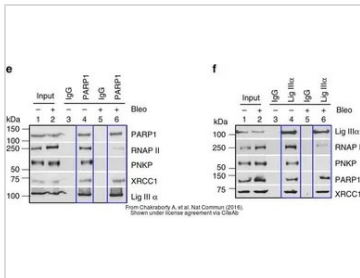 e
Input
IgG
PARP1
IgG
PARP1
– + – – + + Bleo
kDa 1 2 3 4 5 6
150
100
PARP1
250
RNAP II
50
PNKP
75
XRCC1
100
Lig III α
f
Input
IgG
Lig IIIα
IgG
Lig IIIα
– + – – + + Bleo
kDa 1 2 3 4 5 6
100
Lig IIIα
250
RNAP I
50
PNKP
150
PARP1
75
XRCC1
From Chakraborty A, et al. Nat Commun (2016).
Shown under license agreement via CiteAb